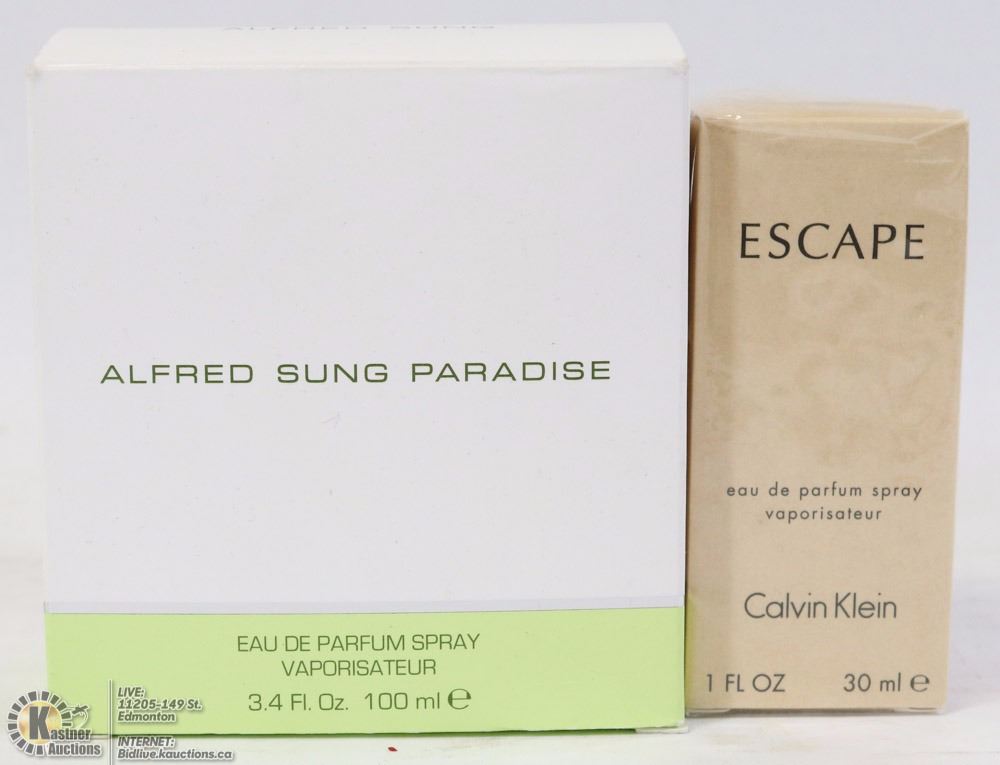 ALFRED SUNG
ALFRED SUNG PARADISE
EAU DE PARFUM SPRAY
VAPORISATEUR
3.4 Fl. Oz. 100 ml ℮
ESCAPE
eau de parfum spray
vaporisateur
Calvin Klein
1 FL OZ 30 ml ℮
K
Kastner
Auctions
LIVE:
11205-149 St.
Edmonton
INTERNET:
Bidlive.kauctions.ca